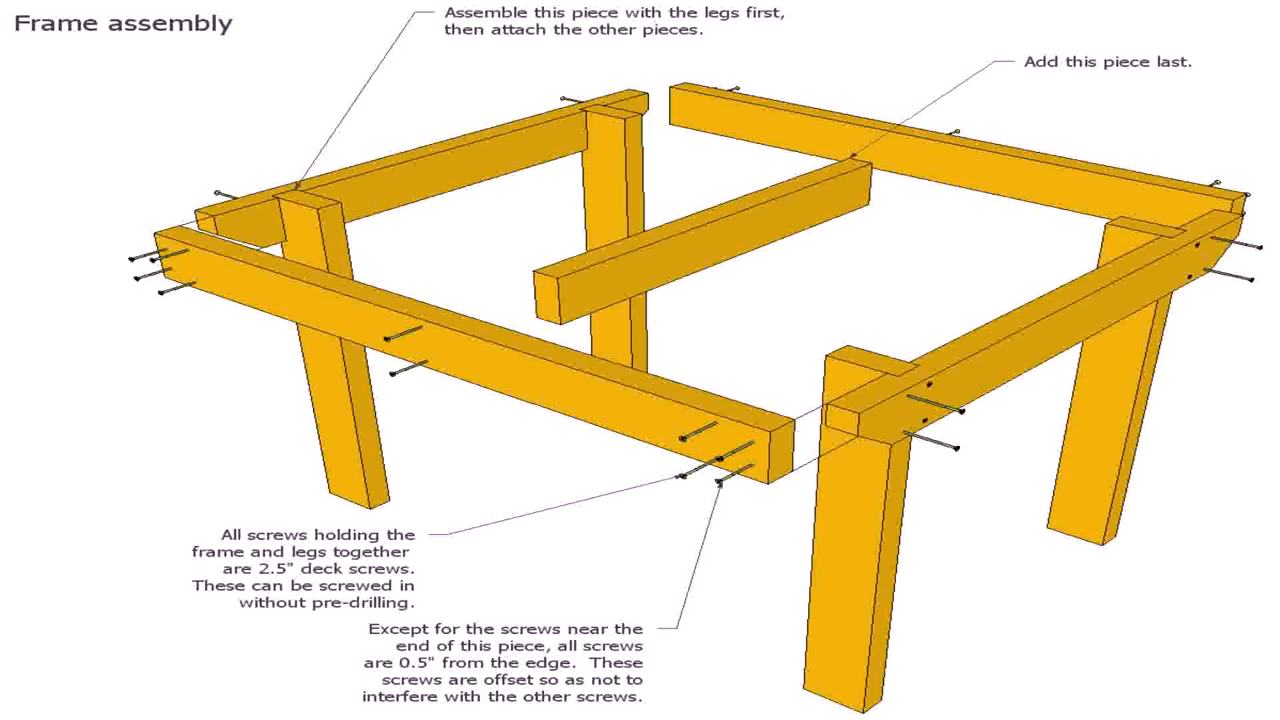 Frame assembly
Assemble this piece with the legs first,
then attach the other pieces.
Add this piece last.
All screws holding the
frame and legs together
are 2.5" deck screws.
These can be screwed in
without pre-drilling.
Except for the screws near the
end of this piece, all screws
are 0.5" from the edge.  These
screws are offset so as not to
interfere with the other screws.